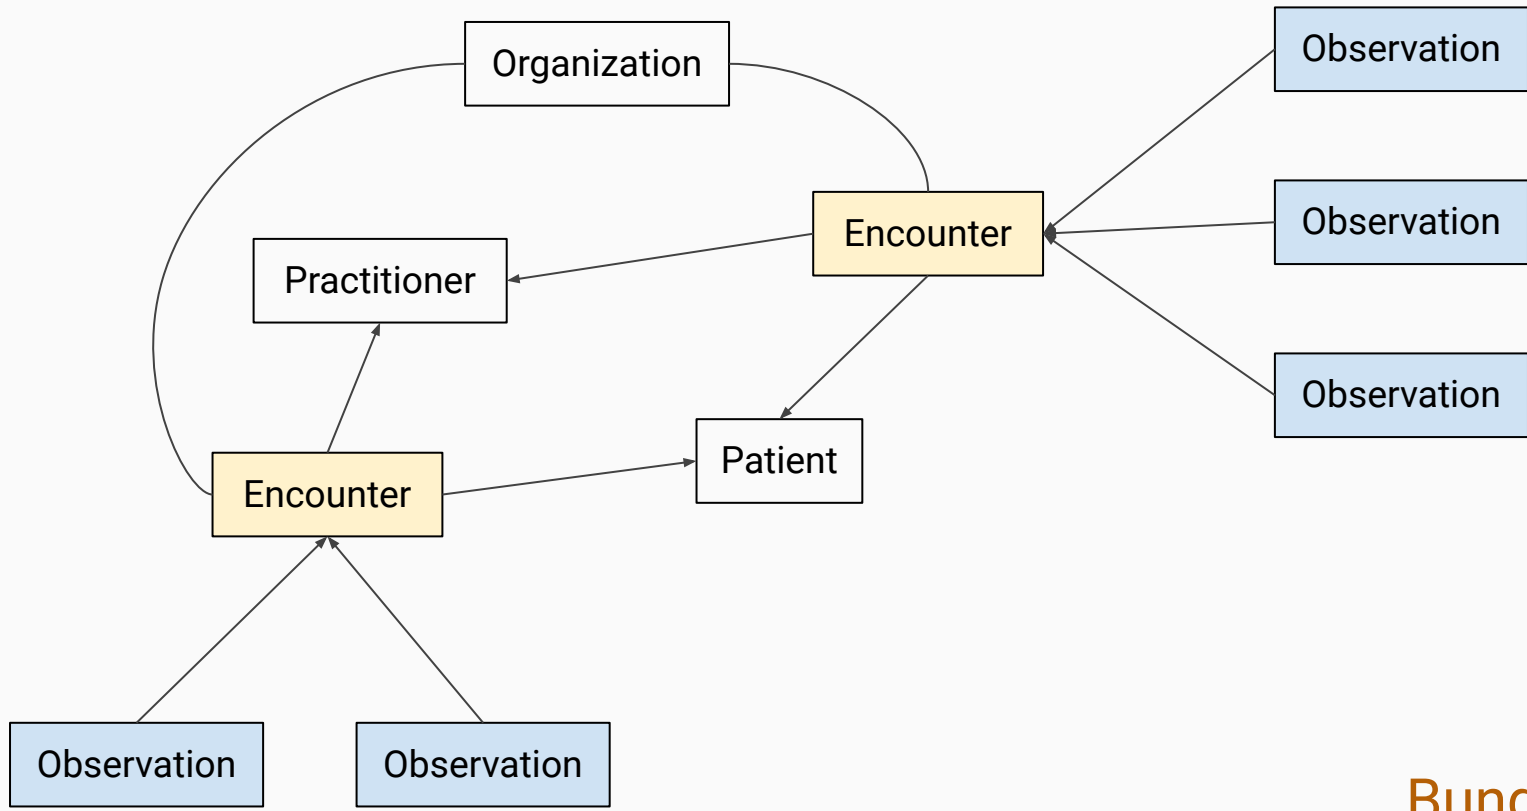 Organization
Observation
Encounter
Observation
Practitioner
Observation
Patient
Encounter
Observation
Observation